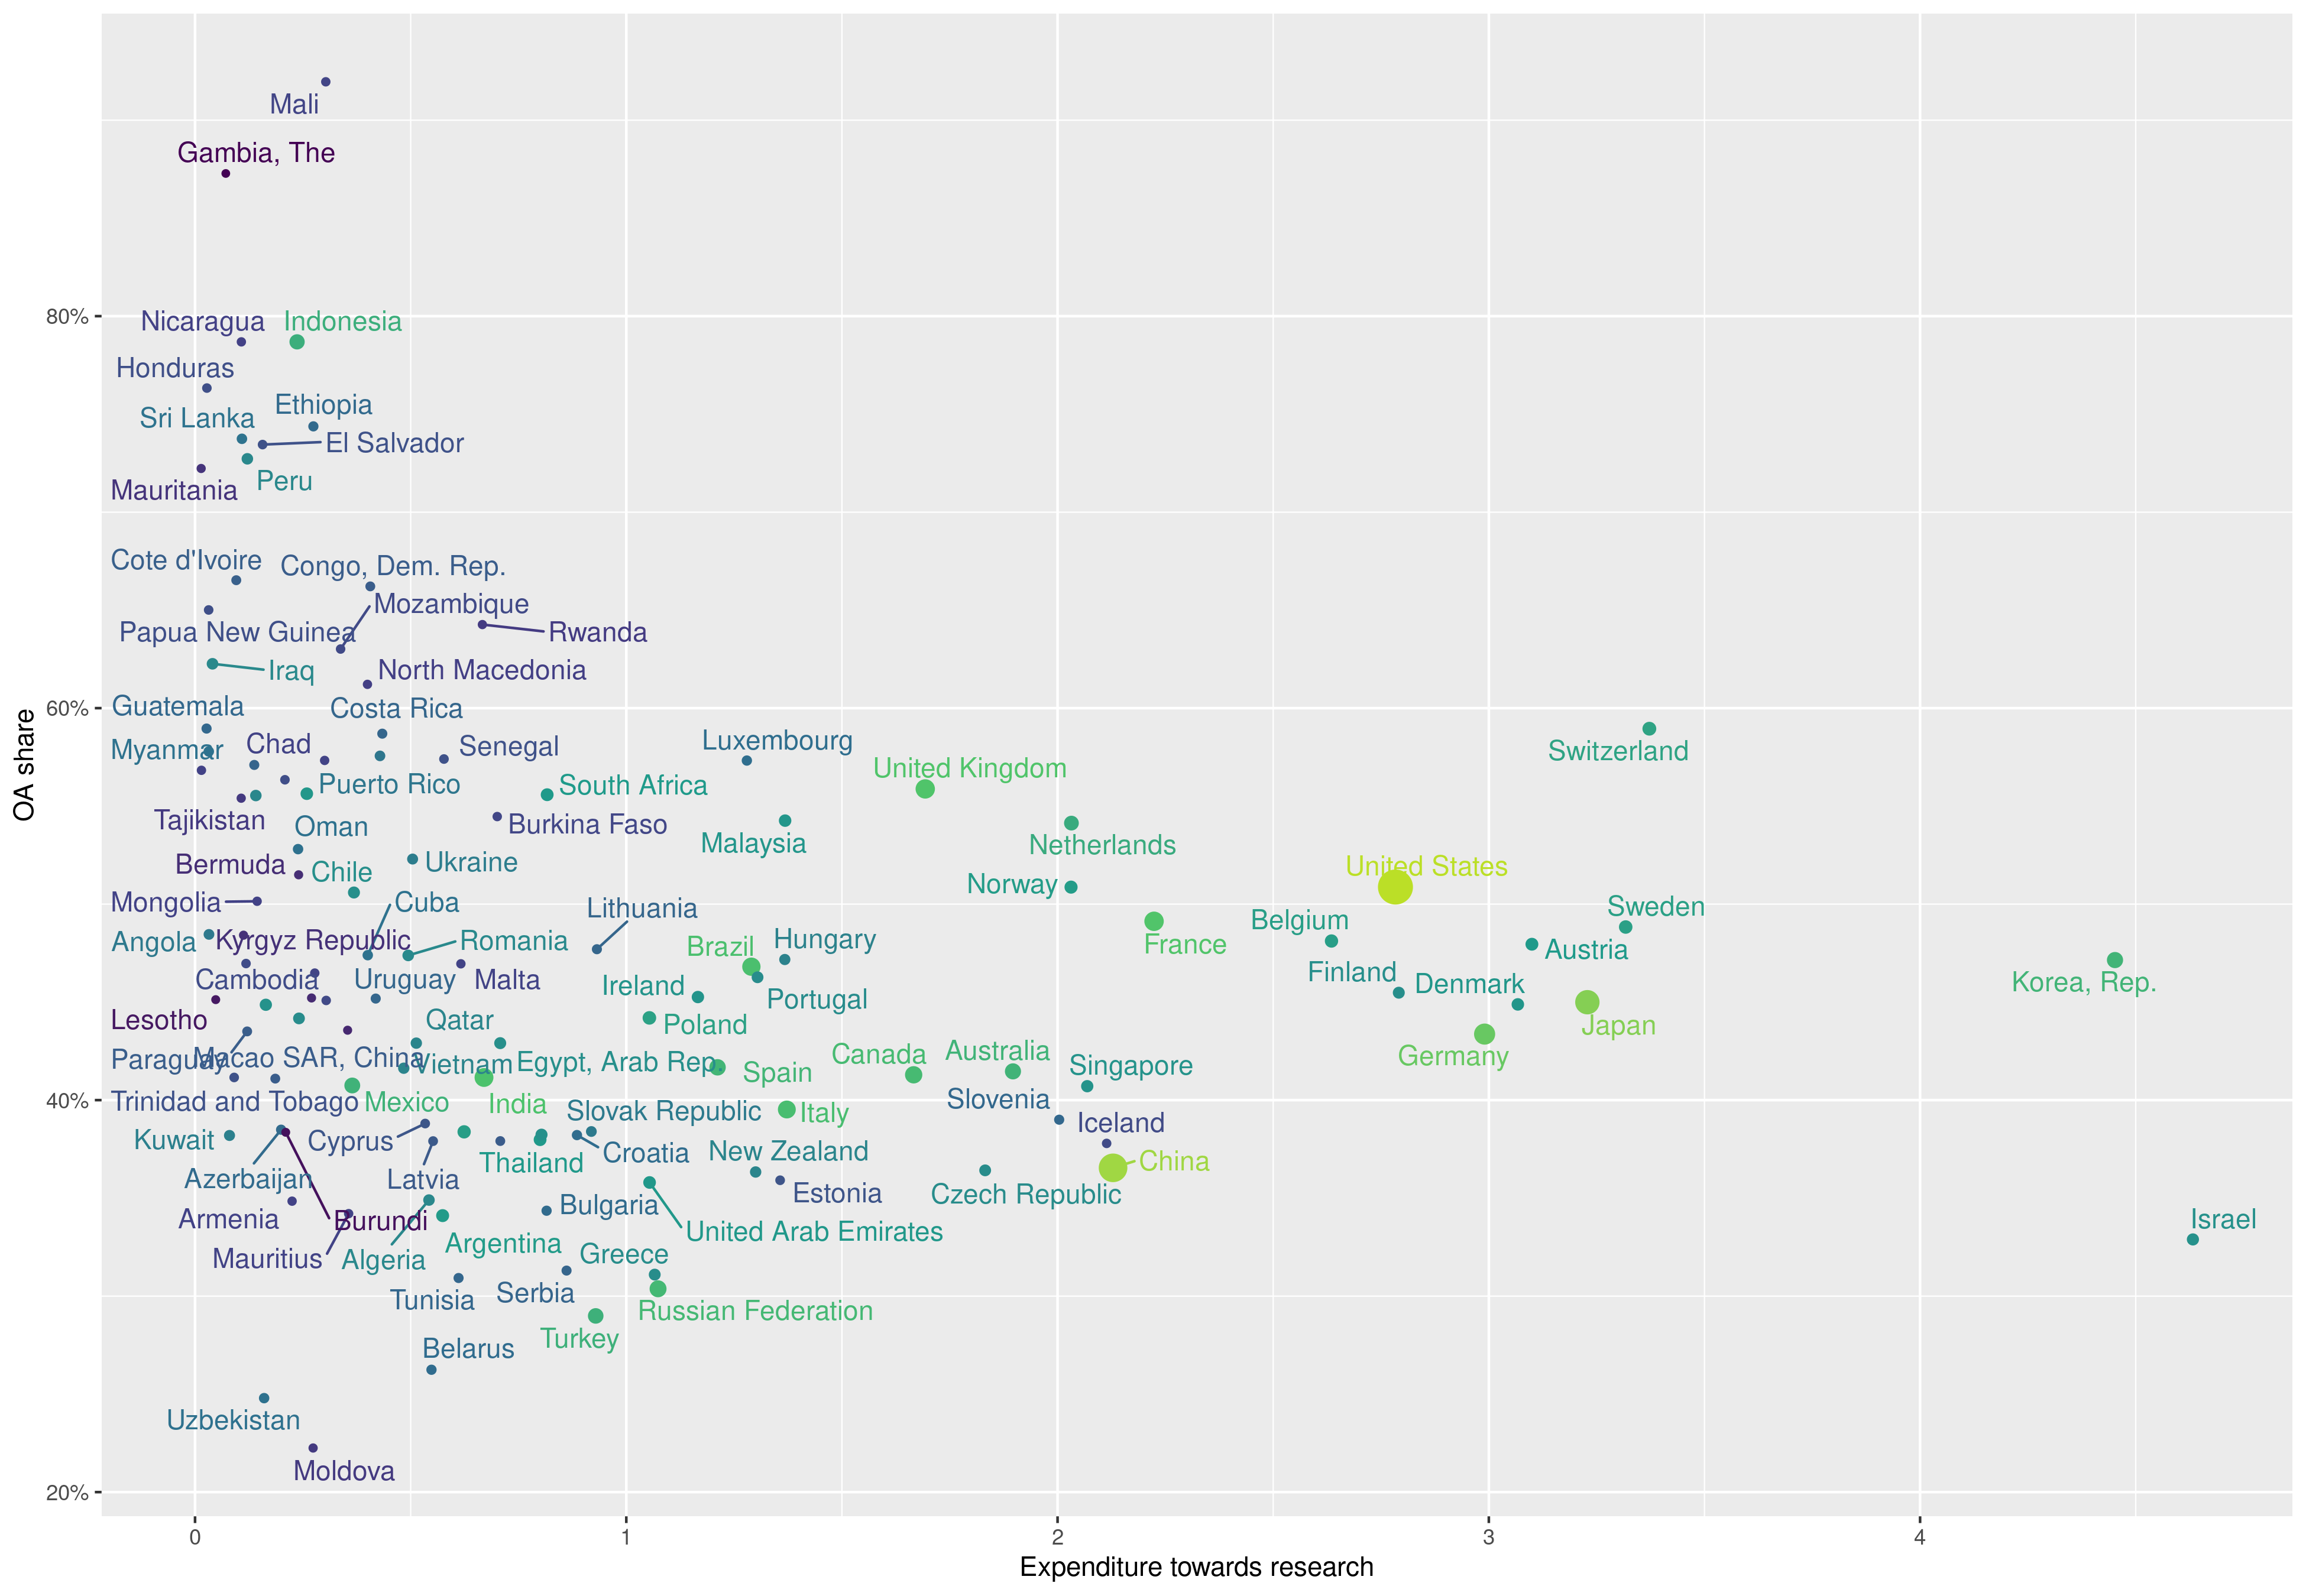 Mali
Gambia, The
80%
Nicaragua
Indonesia
Honduras
Ethiopia
Sri Lanka
El Salvador
Peru
Mauritania
Cote d'Ivoire
Congo, Dem. Rep.
Mozambique
Papua New Guinea
Rwanda
Iraq
North Macedonia
Guatemala
Costa Rica
60%
Myanmar
Chad
Senegal
Luxembourg
Switzerland
United Kingdom
Puerto Rico
South Africa
OA share
Tajikistan
Oman
Burkina Faso
Malaysia
Netherlands
Bermuda
Chile
Ukraine
United States
Norway
Mongolia
Cuba
Lithuania
Belgium
Sweden
Angola
Kyrgyz Republic
Romania
Brazil
Hungary
France
Austria
Cambodia
Uruguay
Malta
Ireland
Portugal
Finland
Denmark
Korea, Rep.
Lesotho
Qatar
Poland
Japan
Paraguay
Macao SAR, China
Vietnam
Egypt, Arab Rep.
Spain
Canada
Australia
Singapore
Germany
40%
Trinidad and Tobago
Mexico
India
Slovak Republic
Italy
Slovenia
Iceland
Kuwait
Cyprus
Croatia
New Zealand
Thailand
China
Azerbaijan
Latvia
Estonia
Czech Republic
Armenia
Burundi
Bulgaria
United Arab Emirates
Israel
Mauritius
Algeria
Argentina
Greece
Tunisia
Serbia
Russian Federation
Turkey
Belarus
Uzbekistan
Moldova
20%
0
1
2
3
4
Expenditure towards research